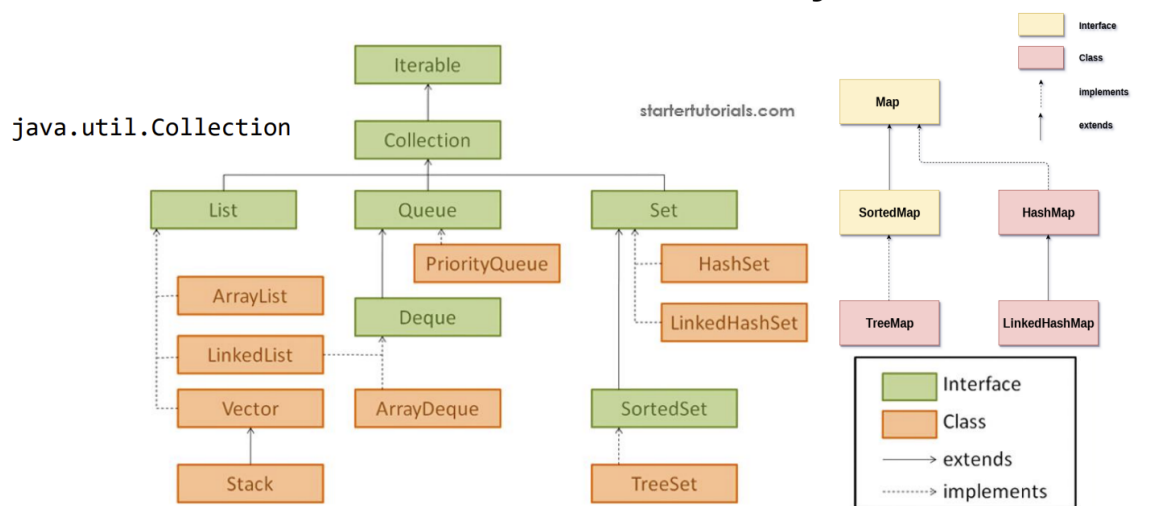 java.util.Collection
Iterable
Collection
List
Queue
Set
PriorityQueue
HashSet
ArrayList
Deque
LinkedHashSet
LinkedList
Vector
ArrayDeque
SortedSet
Stack
TreeSet
startertutorials.com
Interface
Class
implements
extends
Map
SortedMap
HashMap
TreeMap
LinkedHashMap
Interface
Class
extends
implements